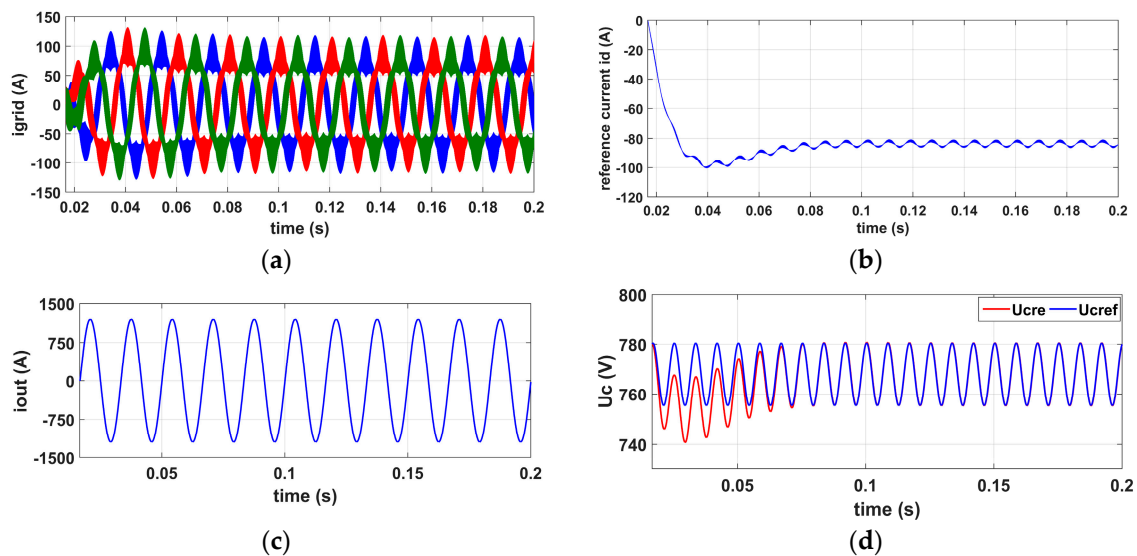 150
100
50
0
-50
-100
-150
igrid (A)
0.02 0.04 0.06 0.08 0.1 0.12 0.14 0.16 0.18 0.2
time (s)
(a)
0
-20
-40
-60
-80
-100
-120
reference current id (A)
0.02 0.04 0.06 0.08 0.1 0.12 0.14 0.16 0.18 0.2
time (s)
(b)
1500
750
0
-750
-1500
iout (A)
0.05 0.1 0.15 0.2
time (s)
(c)
800
780
760
740
Uc (V)
Ucre Ucref
0.05 0.1 0.15 0.2
time (s)
(d)